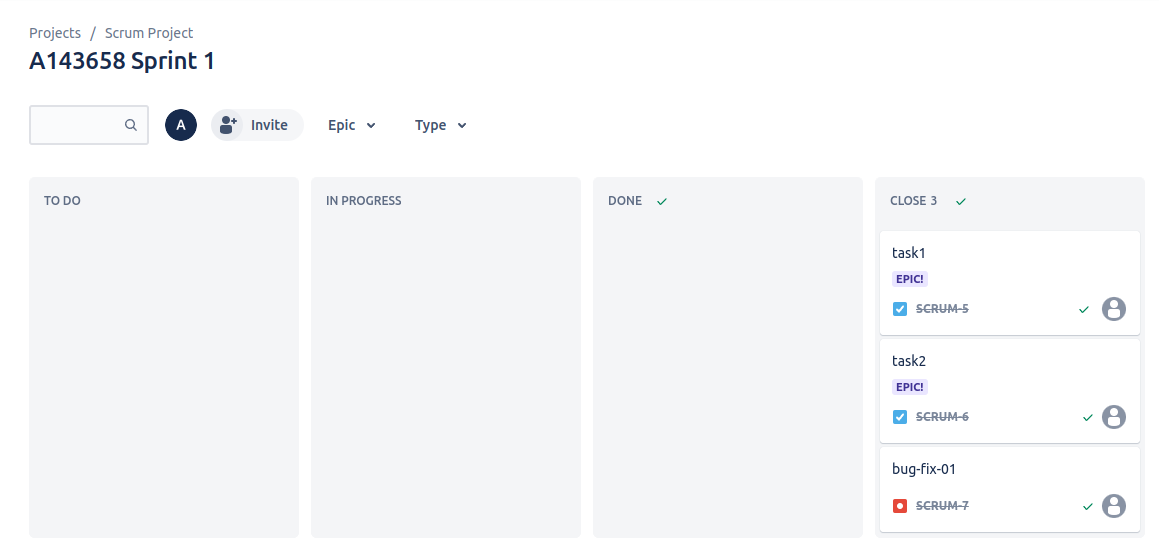 Projects / Scrum Project
A143658 Sprint 1
A
Invite
Epic
Type
TO DO
IN PROGRESS
DONE
CLOSE 3
task1
EPIC!
SCRUM-5
task2
EPIC!
SCRUM-6
bug-fix-01
SCRUM-7